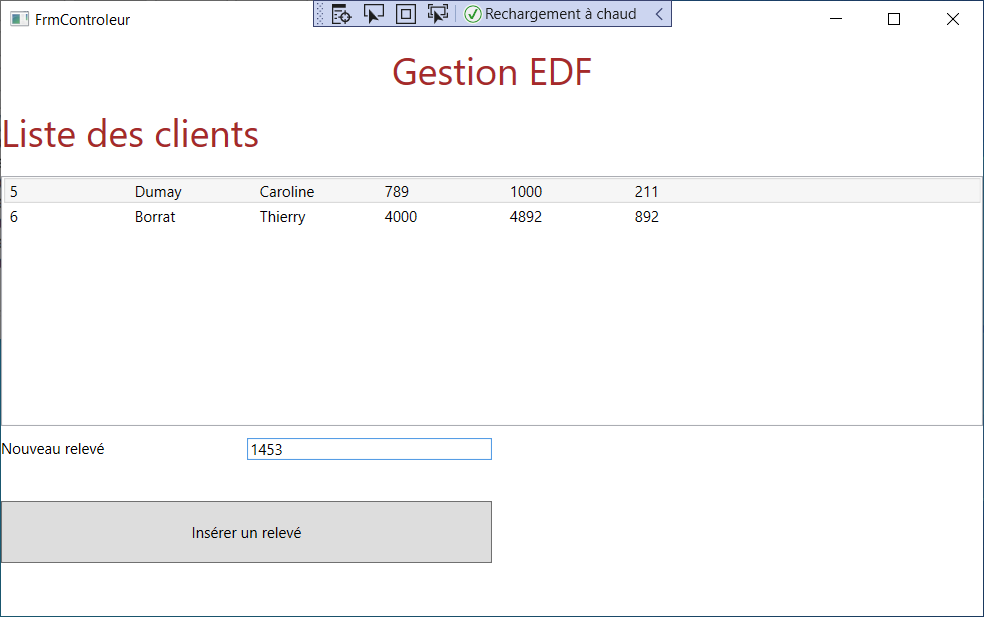 FrmControleur
Rechargement à chaud
Gestion EDF
Liste des clients
5 Dumay Caroline 789 1000 211
6 Borrat Thierry 4000 4892 892
Nouveau relevé 1453
Insérer un relevé